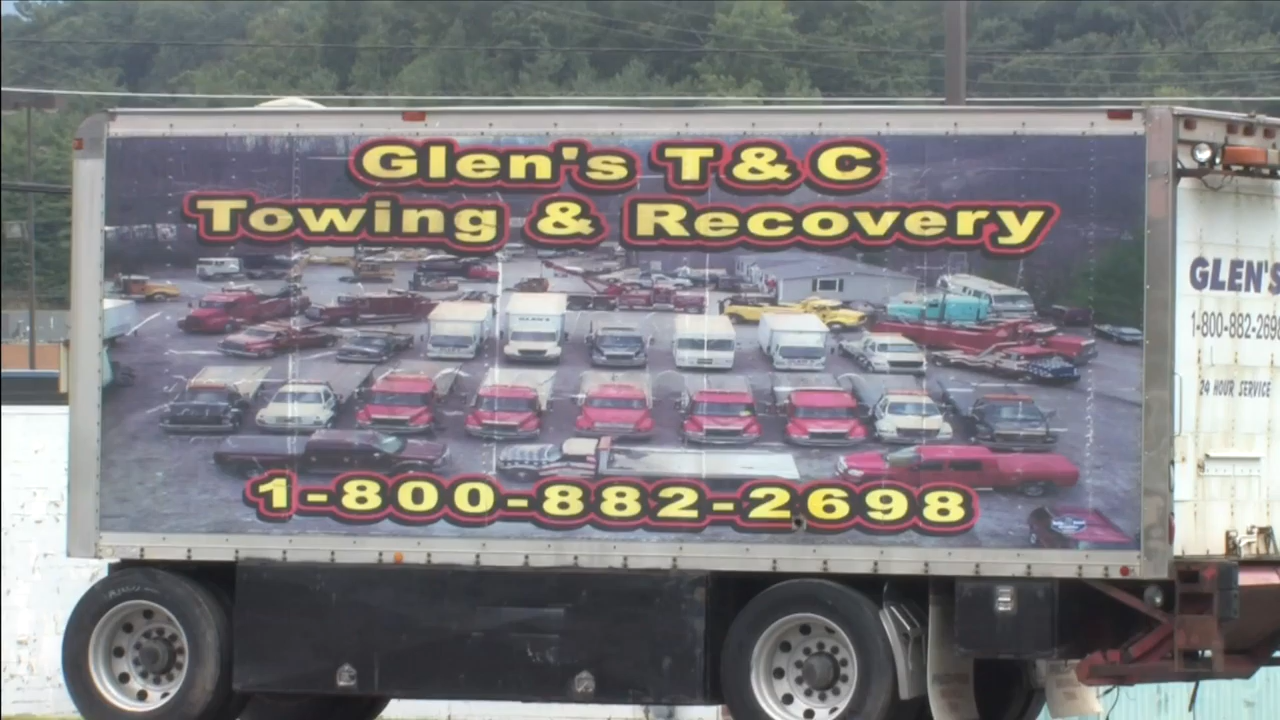 Glen's T&C
Towing & Recovery
1-800-882-2698
GLEN'S
1-800-882-269
24 HOUR SERVICE